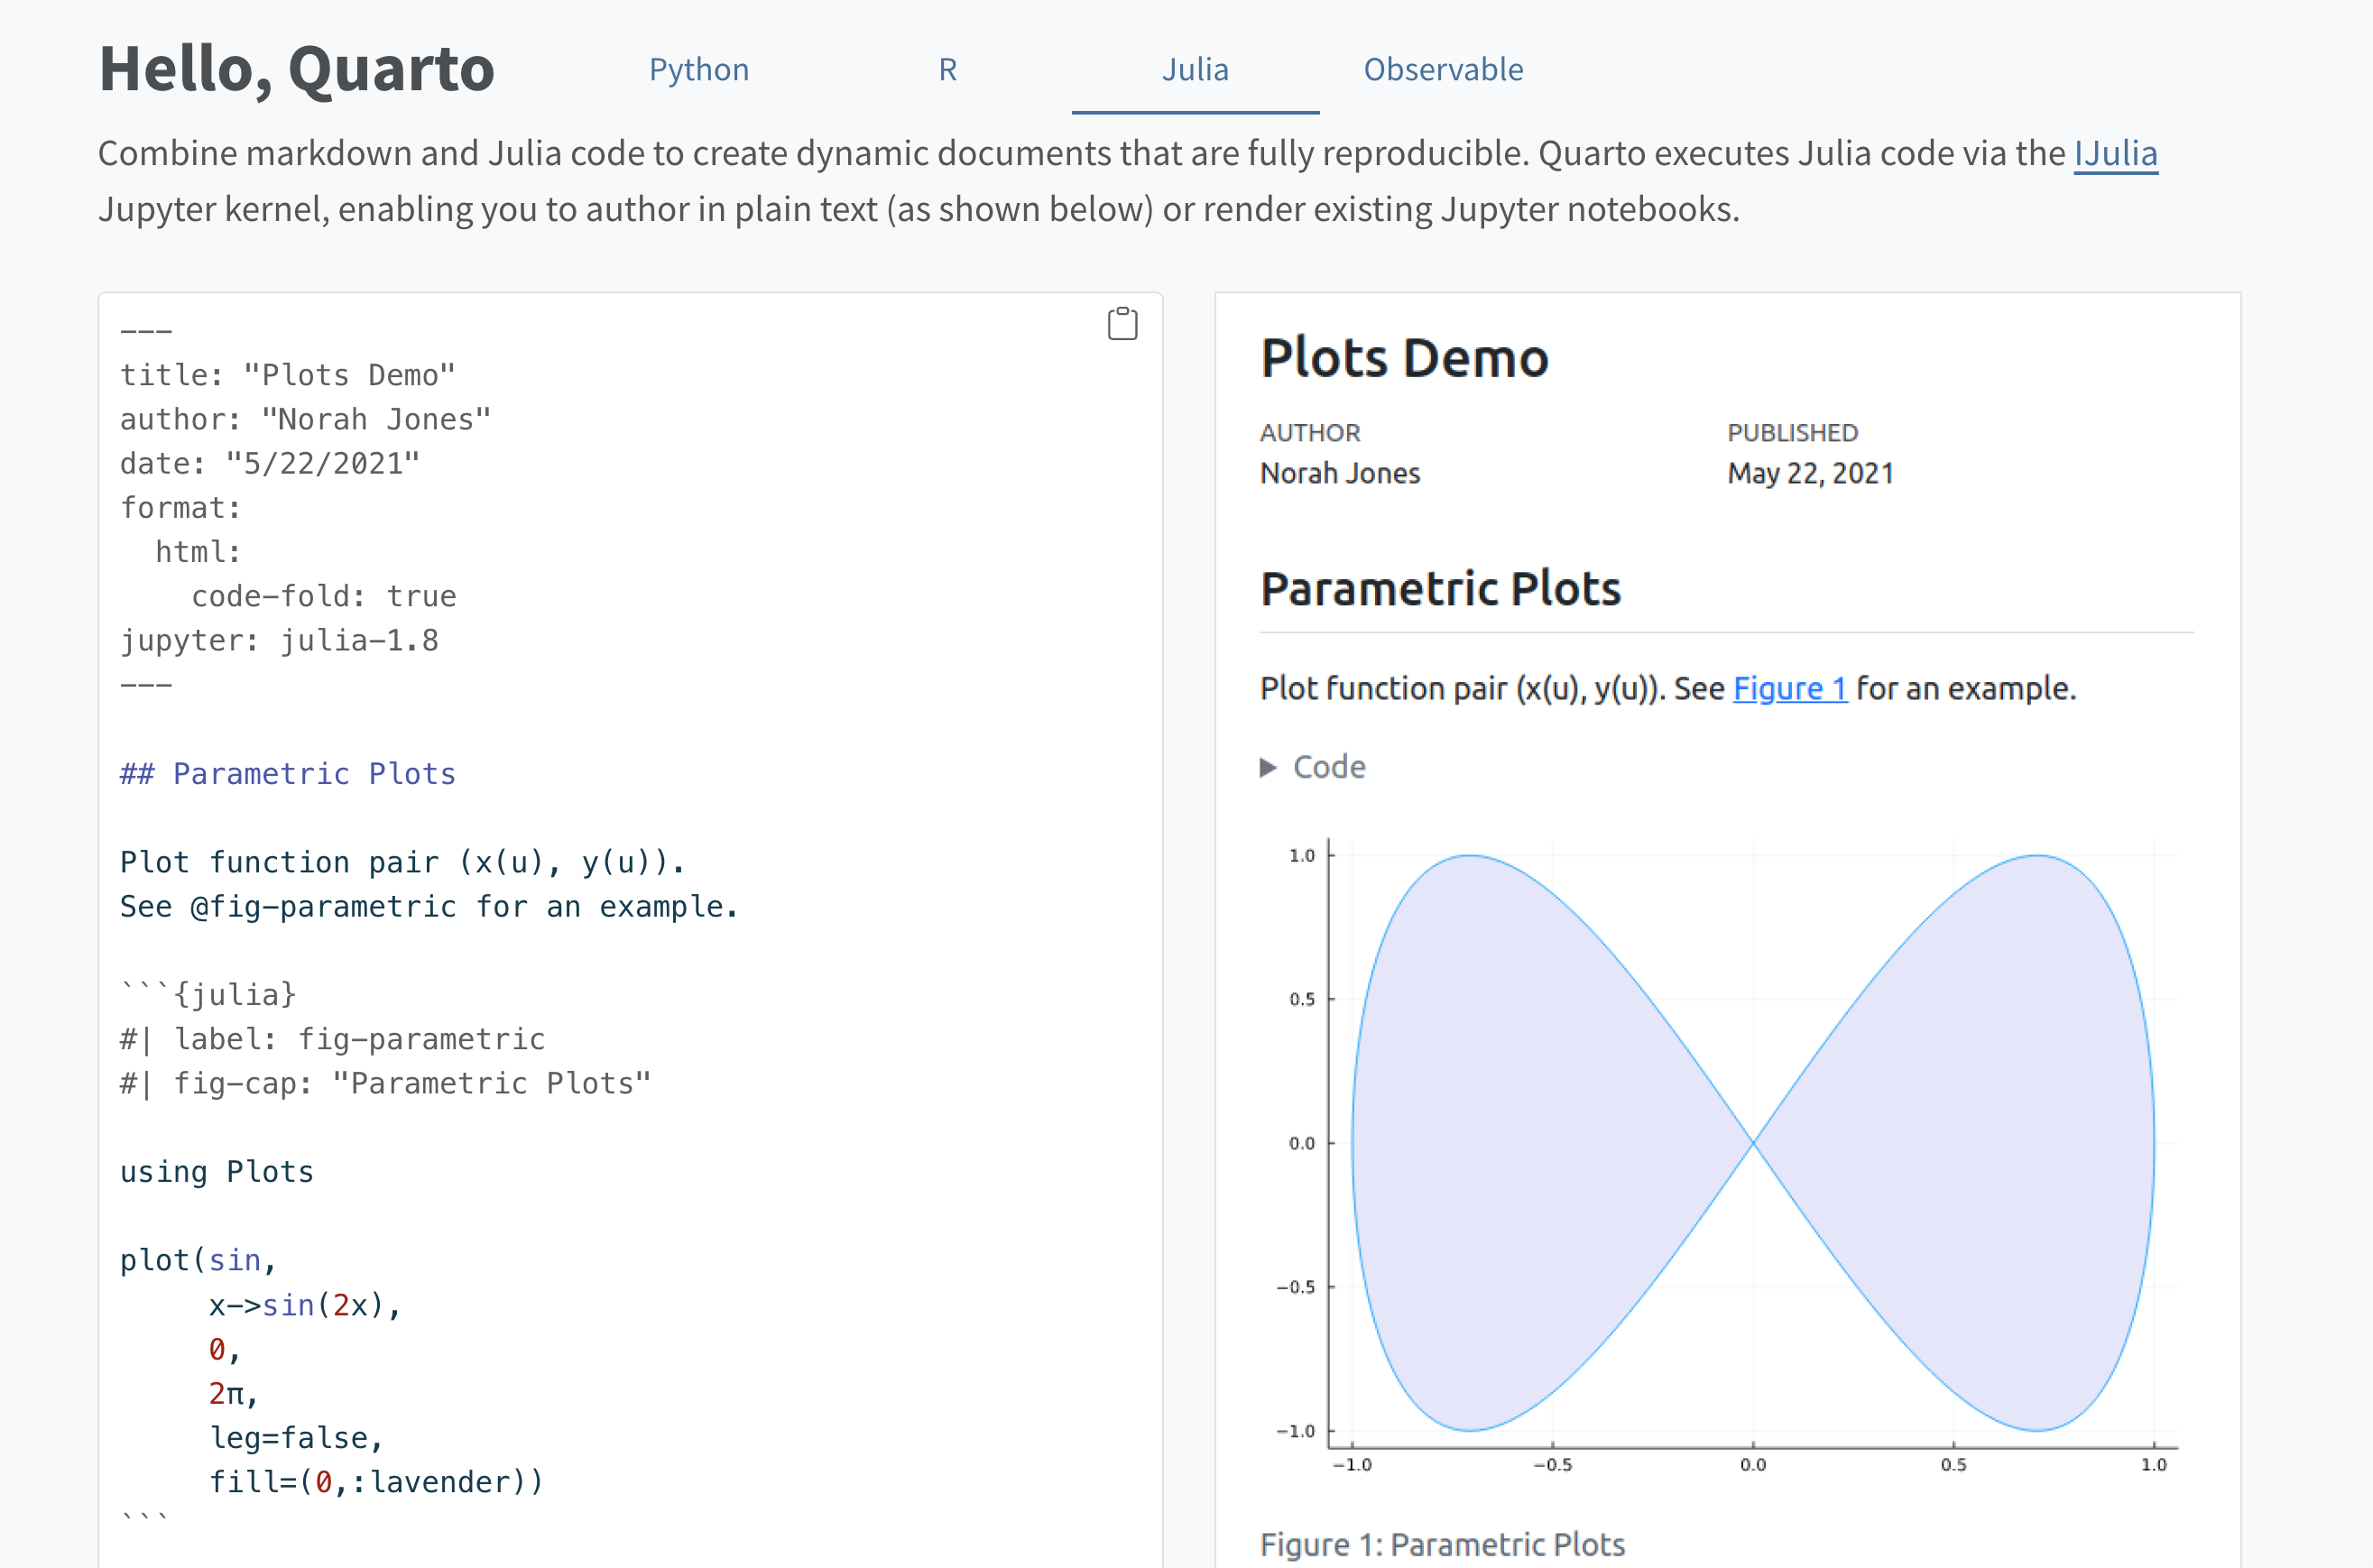 Hello, Quarto
Python
R
Julia
Observable
Combine markdown and Julia code to create dynamic documents that are fully reproducible. Quarto executes Julia code via the IJulia
Jupyter kernel, enabling you to author in plain text (as shown below) or render existing Jupyter notebooks.
---
title: "Plots Demo"
author: "Norah Jones"
date: "5/22/2021"
format:
  html:
    code-fold: true
jupyter: julia-1.8
---
## Parametric Plots
Plot function pair (x(u), y(u)).
See @fig-parametric for an example.
```{julia}
#| label: fig-parametric
#| fig-cap: "Parametric Plots"
using Plots
plot(sin,
     x->sin(2x),
     0,
     2π,
     leg=false,
     fill=(0,:lavender))
```
Plots Demo
AUTHOR
PUBLISHED
Norah Jones
May 22, 2021
Parametric Plots
Plot function pair (x(u), y(u)). See Figure 1 for an example.
▶ Code
1.0
0.5
0.0
−0.5
−1.0
−1.0
−0.5
0.0
0.5
1.0
Figure 1: Parametric Plots